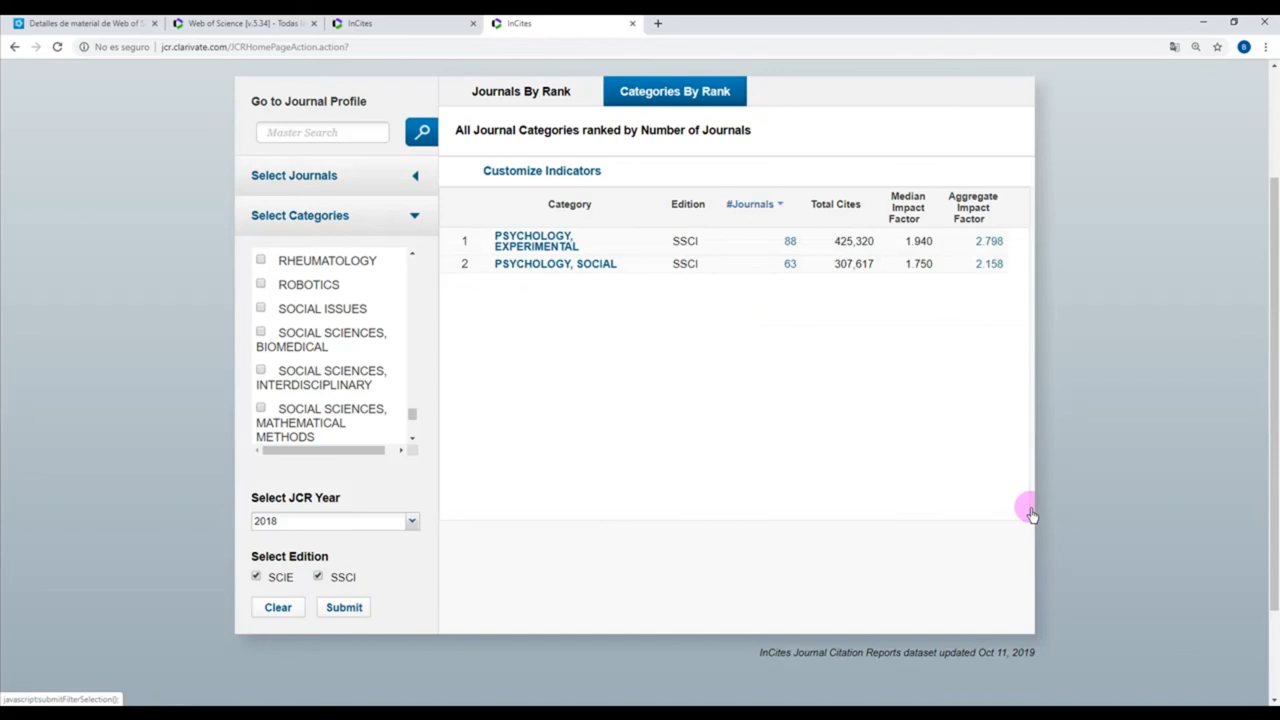 Detalles de material de Web of S
Web of Science [v.5.34] - Todas l
InCites
InCites
No es seguro
jcr.clarivate.com/JCRHomePageAction.action?
B
Go to Journal Profile
Master Search
Select Journals
Select Categories
RHEUMATOLOGY
ROBOTICS
SOCIAL ISSUES
SOCIAL SCIENCES,
BIOMEDICAL
SOCIAL SCIENCES,
INTERDISCIPLINARY
SOCIAL SCIENCES,
MATHEMATICAL
METHODS
Select JCR Year
2018
Select Edition
SCIE SSCI
Clear Submit
Journals By Rank Categories By Rank
All Journal Categories ranked by Number of Journals
Customize Indicators
Category Edition #Journals Total Cites Median Impact Factor Aggregate Impact Factor
1 PSYCHOLOGY, EXPERIMENTAL SSCI 88 425,320 1.940 2.798
2 PSYCHOLOGY, SOCIAL SSCI 63 307,617 1.750 2.158
InCites Journal Citation Reports dataset updated Oct 11, 2019
javascript:submitFilterSelection();